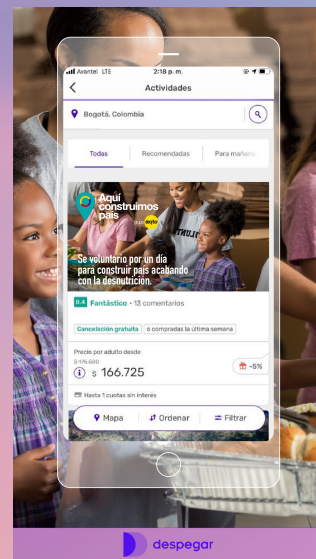 Avantel LTE 2:18 p. m.
Actividades
Bogotá, Colombia
Todas Recomendadas Para mañana
Aquí
construimos
país
Se voluntario por un día
para construir país acabando
con la desnutrición.
8.4 Fantástico • 13 comentarios
Cancelación gratuita 6 compradas la última semana
Precio por adulto desde
$ 175.500
$ 166.725
-5%
Hasta 1 cuotas sin interés
Mapa Ordenar Filtrar
despegar